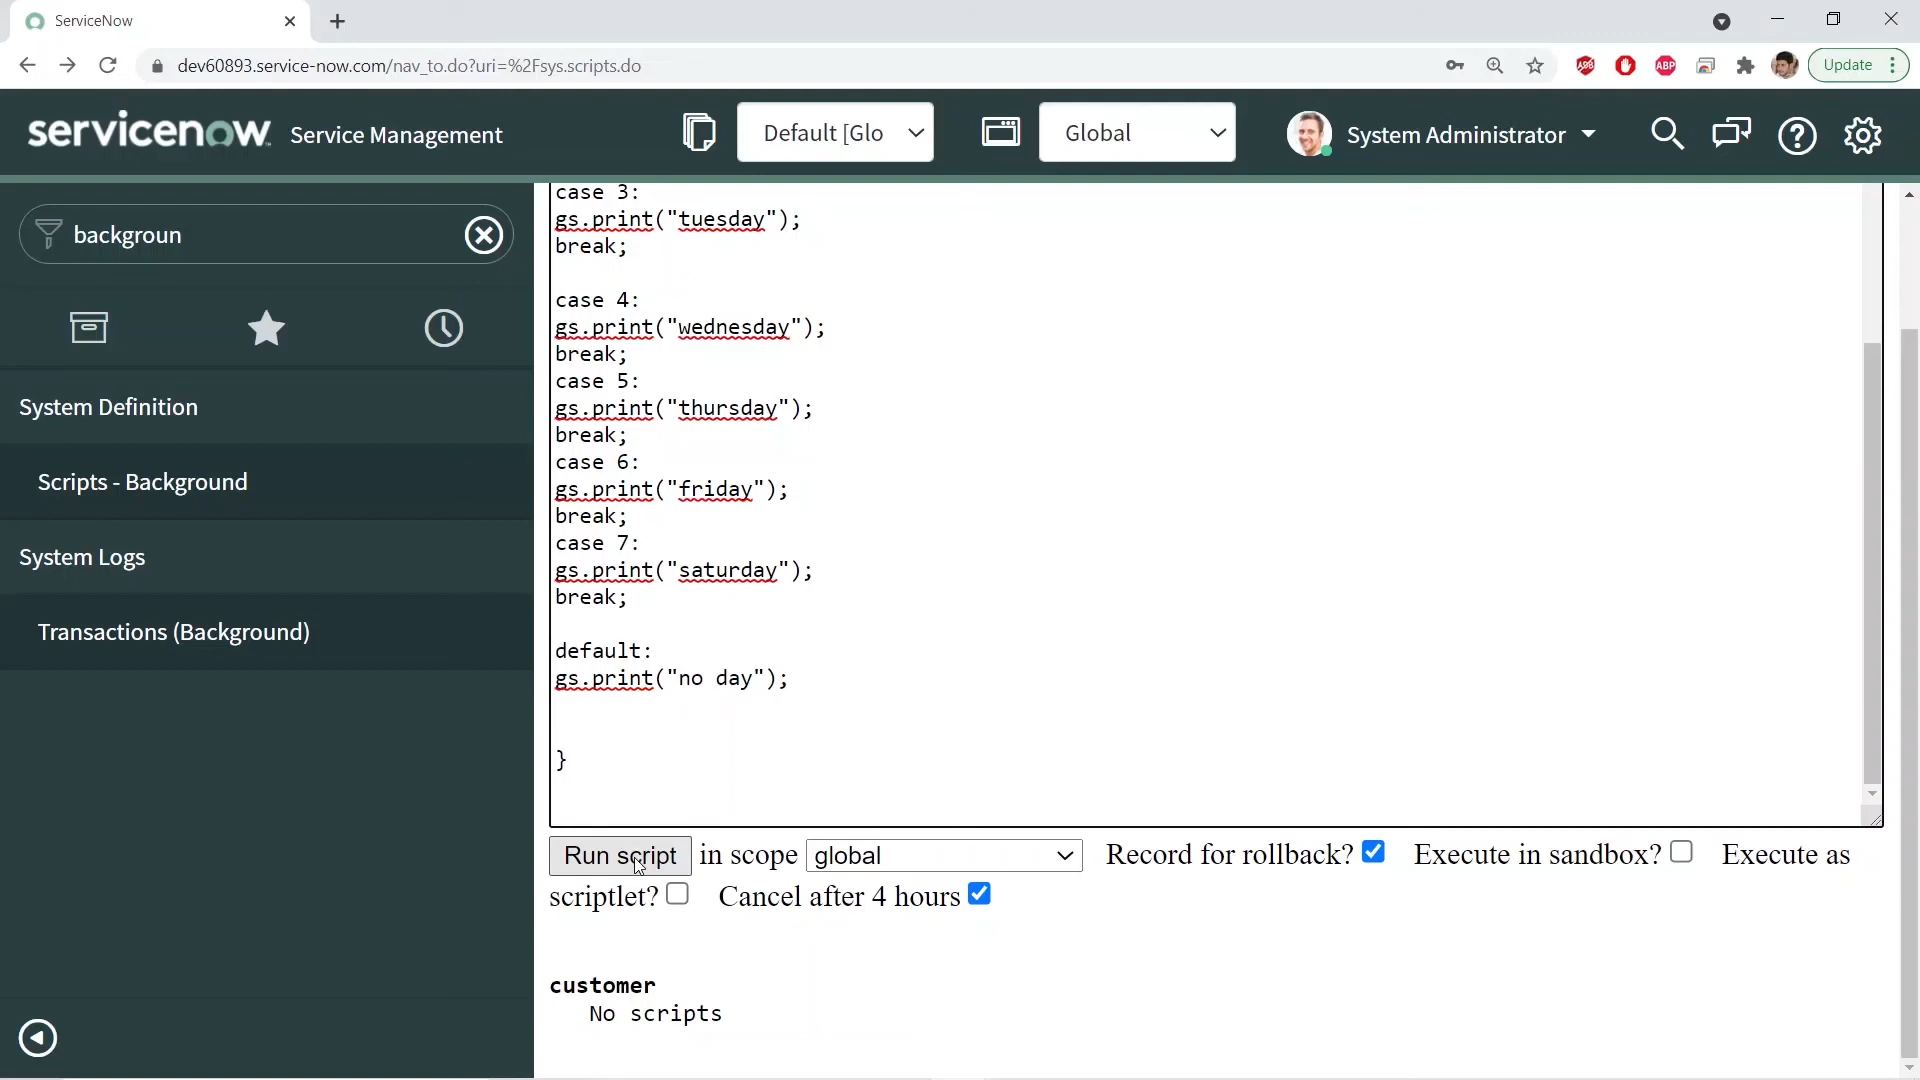 ServiceNow
dev60893.service-now.com/nav_to.do?uri=%2Fsys.scripts.do
ABP
Update
servicenow Service Management
Default [Glo
Global
System Administrator
backgroun
System Definition
Scripts - Background
System Logs
Transactions (Background)
case 3:
gs.print("tuesday");
break;
case 4:
gs.print("wednesday");
break;
case 5:
gs.print("thursday");
break;
case 6:
gs.print("friday");
break;
case 7:
gs.print("saturday");
break;
default:
gs.print("no day");
}
Run script in scope global Record for rollback? Execute in sandbox? Execute as
scriptlet? Cancel after 4 hours
customer
No scripts